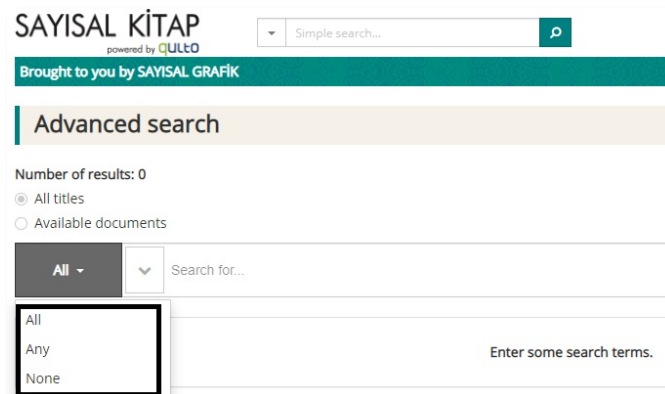 SAYISAL KİTAP
powered by qulto
Simple search...
Brought to you by SAYISAL GRAFİK
Advanced search
Number of results: 0
All titles
Available documents
All
Search for...
All
Any
None
Enter some search terms.